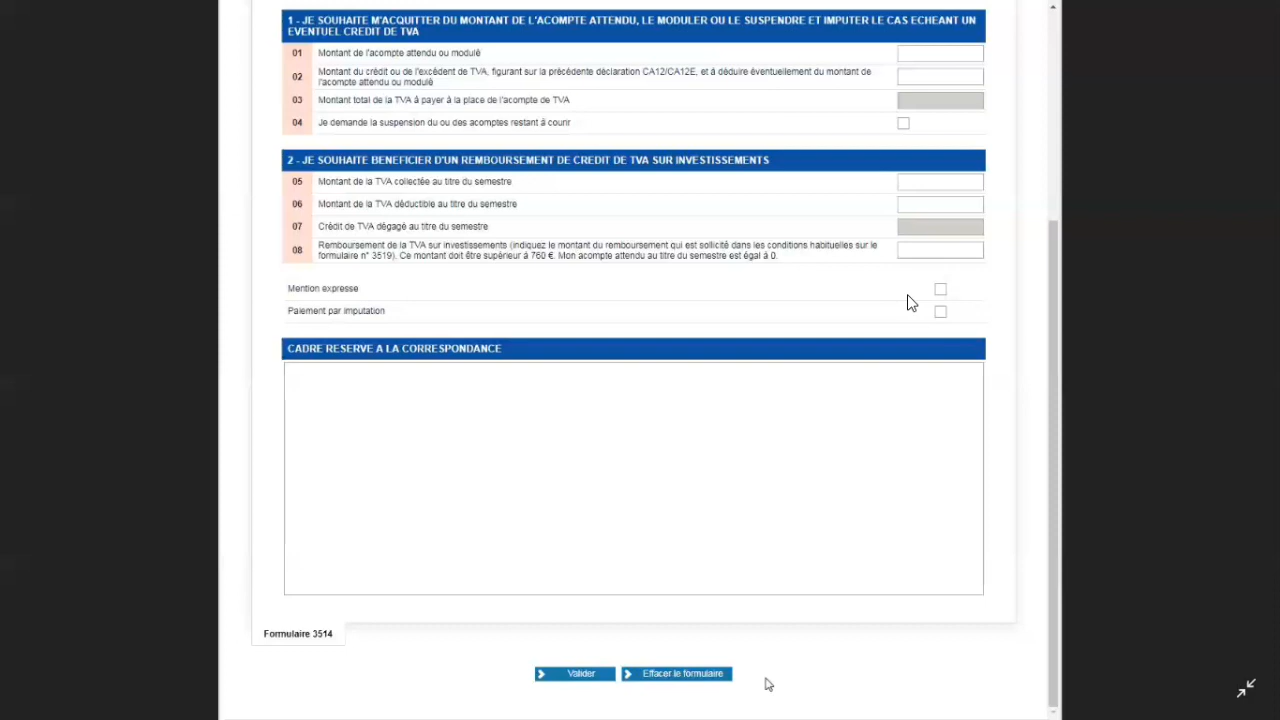 1 - JE SOUHAITE M'ACQUITTER DU MONTANT DE L'ACOMPTE ATTENDU, LE MODULER OU LE SUSPENDRE ET IMPUTER LE CAS ECHEANT UN
EVENTUEL CREDIT DE TVA
01 Montant de l'acompte attendu ou modulé
02 Montant du crédit ou de l'excédent de TVA, figurant sur la précédente déclaration CA12/CA12E, et à déduire éventuellement du montant de
l'acompte attendu ou modulé
03 Montant total de la TVA à payer à la place de l'acompte de TVA
04 Je demande la suspension du ou des acomptes restant à courir
2 - JE SOUHAITE BENEFICIER D'UN REMBOURSEMENT DE CREDIT DE TVA SUR INVESTISSEMENTS
05 Montant de la TVA collectée au titre du semestre
06 Montant de la TVA déductible au titre du semestre
07 Crédit de TVA dégagé au titre du semestre
08 Remboursement de la TVA sur investissements (indiquez le montant du remboursement qui est sollicité dans les conditions habituelles sur le
formulaire n° 3519). Ce montant doit être supérieur à 760 €. Mon acompte attendu au titre du semestre est égal à 0.
Mention expresse
Paiement par imputation
CADRE RESERVE A LA CORRESPONDANCE
Formulaire 3514
Valider Effacer le formulaire